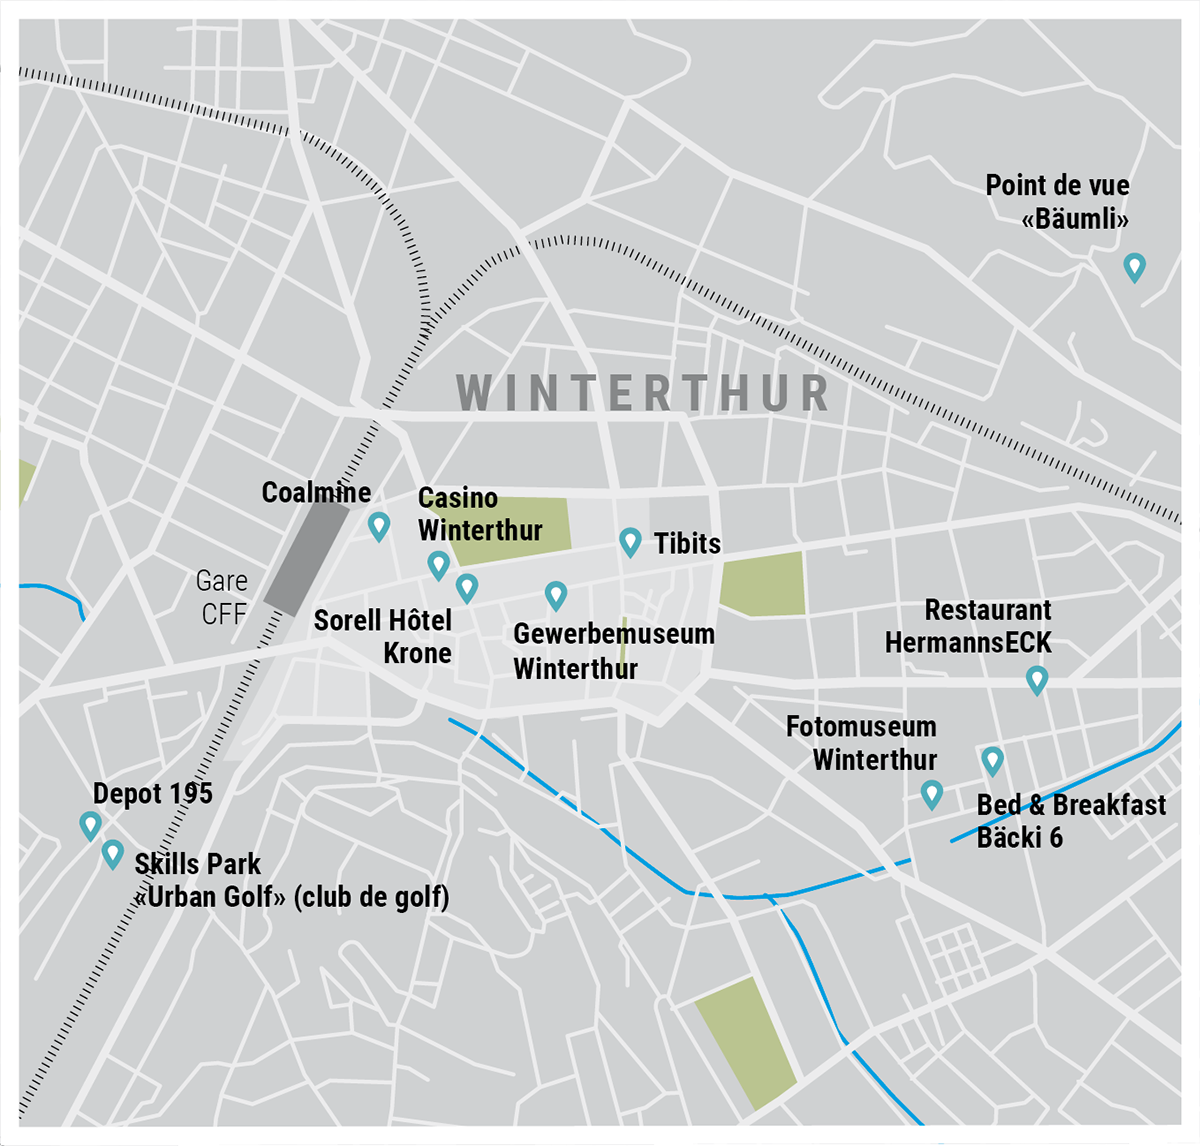 Point de vue
«Bäumli»
WINTERTHUR
Coalmine
Casino
Winterthur
Tibits
Gare
CFF
Sorell Hôtel
Krone
Gewerbemuseum
Winterthur
Restaurant
HermannsECK
Fotomuseum
Winterthur
Bed & Breakfast
Bäcki 6
Depot 195
Skills Park
«Urban Golf» (club de golf)